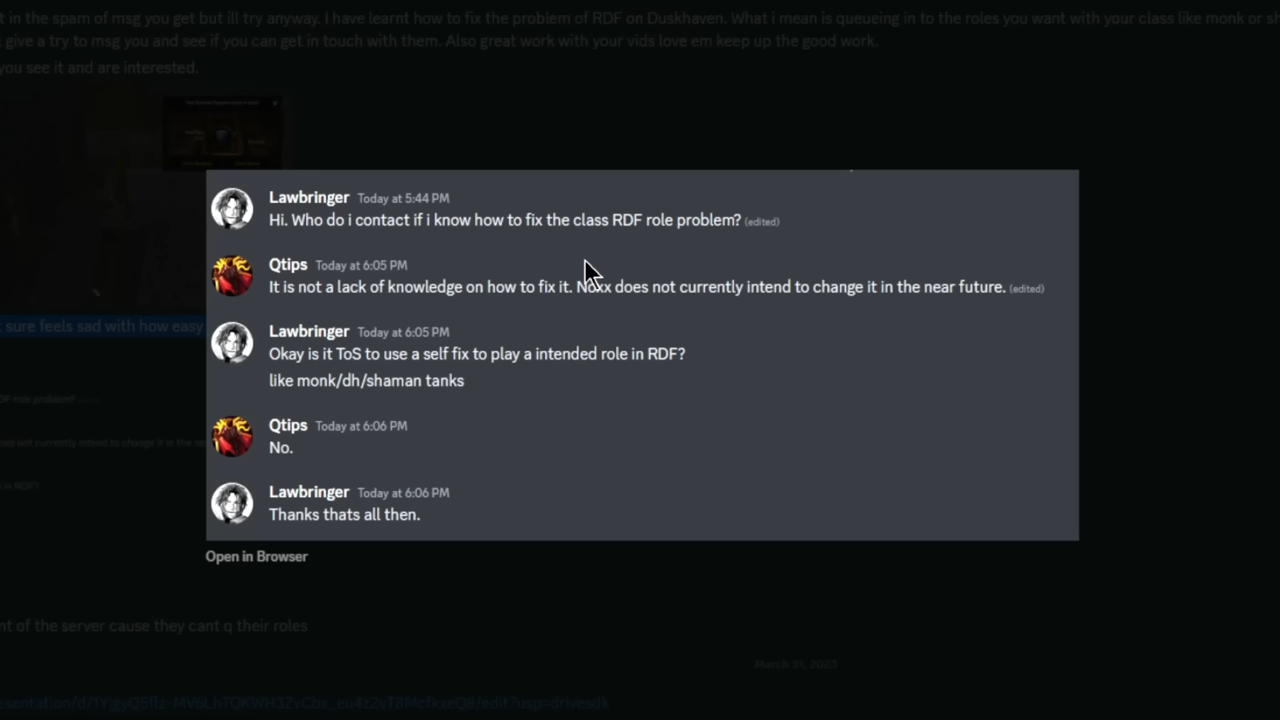 t in the spam of msg you get but ill try anyway. I have learnt how to fix the problem of RDF on Duskhaven. What i mean is queueing in to the roles you want with your class like monk or
give a try to msg you and see if you can get in touch with them. Also great work with your vids love em keep up the good work.
you see it and are interested.
Lawbringer Today at 5:44 PM
Hi. Who do i contact if i know how to fix the class RDF role problem? (edited)
Qtips Today at 6:05 PM
It is not a lack of knowledge on how to fix it. Noxx does not currently intend to change it in the near future. (edited)
sure feels sad with how easy
Lawbringer Today at 6:05 PM
Okay is it ToS to use a self fix to play a intended role in RDF?
like monk/dh/shaman tanks
Qtips Today at 6:06 PM
No.
Lawbringer Today at 6:06 PM
Thanks thats all then.
Open in Browser
nt of the server cause they cant q their roles
March 31, 2023